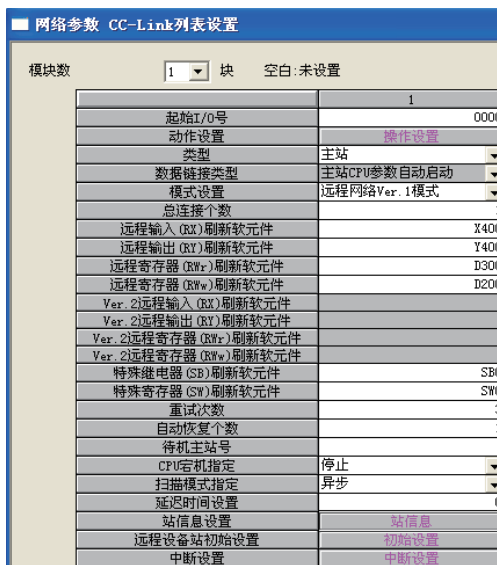 网络参数 CC-Link列表设置
模块数 1 块 空白:未设置
1
起始I/O号 0000
动作设置 操作设置
类型 主站
数据链接类型 主站CPU参数自动启动
模式设置 远程网络Ver.1模式
总连接个数
远程输入(RX)刷新软元件 X400
远程输出(RY)刷新软元件 Y400
远程寄存器(RWr)刷新软元件 D300
远程寄存器(RWw)刷新软元件 D200
Ver.2远程输入(RX)刷新软元件
Ver.2远程输出(RY)刷新软元件
Ver.2远程寄存器(RWr)刷新软元件
Ver.2远程寄存器(RWw)刷新软元件
特殊继电器(SB)刷新软元件 SB0
特殊寄存器(SW)刷新软元件 SW0
重试次数 3
自动恢复个数
待机主站号
CPU宕机指定 停止
扫描模式指定 异步
延迟时间设置 0
站信息设置 站信息
远程设备站初始设置 初始设置
中断设置 中断设置